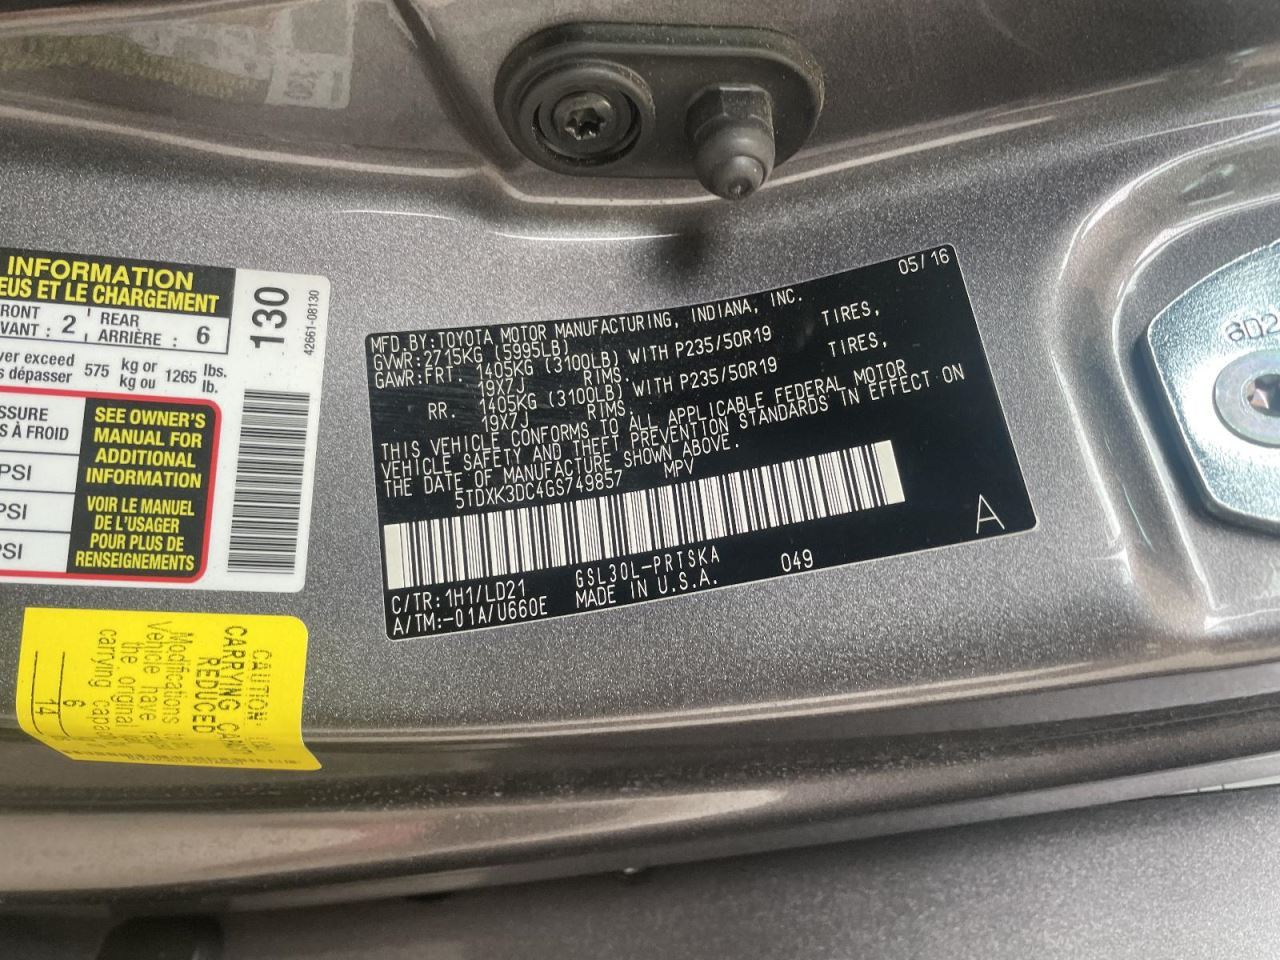 INFORMATION
EUS ET LE CHARGEMENT
RONT
VANT : 2
REAR
ARRIÈRE : 6
ver exceed
s dépasser
575
kg or
kg ou
1265
lbs.
lb.
SSURE
S À FROID
PSI
PSI
PSI
SEE OWNER'S
MANUAL FOR
ADDITIONAL
INFORMATION
VOIR LE MANUEL
DE L'USAGER
POUR PLUS DE
RENSEIGNEMENTS
130
42661-08130
CAUTION:
CARRYING CA
REDUCED
Modifications
vehicle have
the original
carrying capa
6
14
05/16
MFD.BY:TOYOTA MOTOR MANUFACTURING, INDIANA, INC.
GVWR:2715KG (5995LB)
GAWR:FRT. 1405KG (3100LB) WITH P235/50R19 TIRES,
19X7J RIMS.
RR. 1405KG (3100LB) WITH P235/50R19 TIRES,
19X7J RIMS.
THIS VEHICLE CONFORMS TO ALL APPLICABLE FEDERAL MOTOR
VEHICLE SAFETY AND THEFT PREVENTION STANDARDS IN EFFECT ON
THE DATE OF MANUFACTURE SHOWN ABOVE.
5TDXK3DC4GS749857 MPV
C/TR:1H1/LD21 GSL30L-PRTSKA 049
A/TM:-01A/U660E MADE IN U.S.A.
A